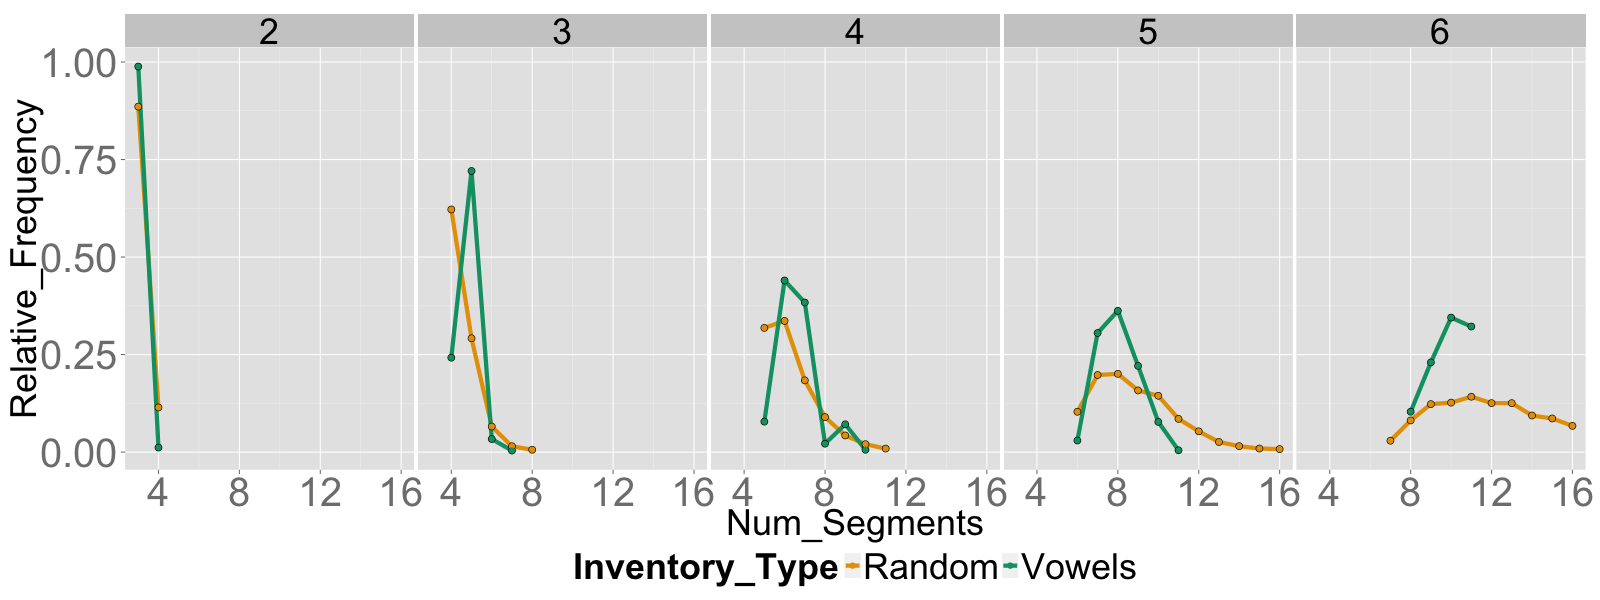 2 3 4 5 6
Relative_Frequency
1.00
0.75
0.50
0.25
0.00
4 8 12 16 4 8 12 16 4 8 12 16 4 8 12 16 4 8 12 16
Num_Segments
Inventory_Type Random Vowels